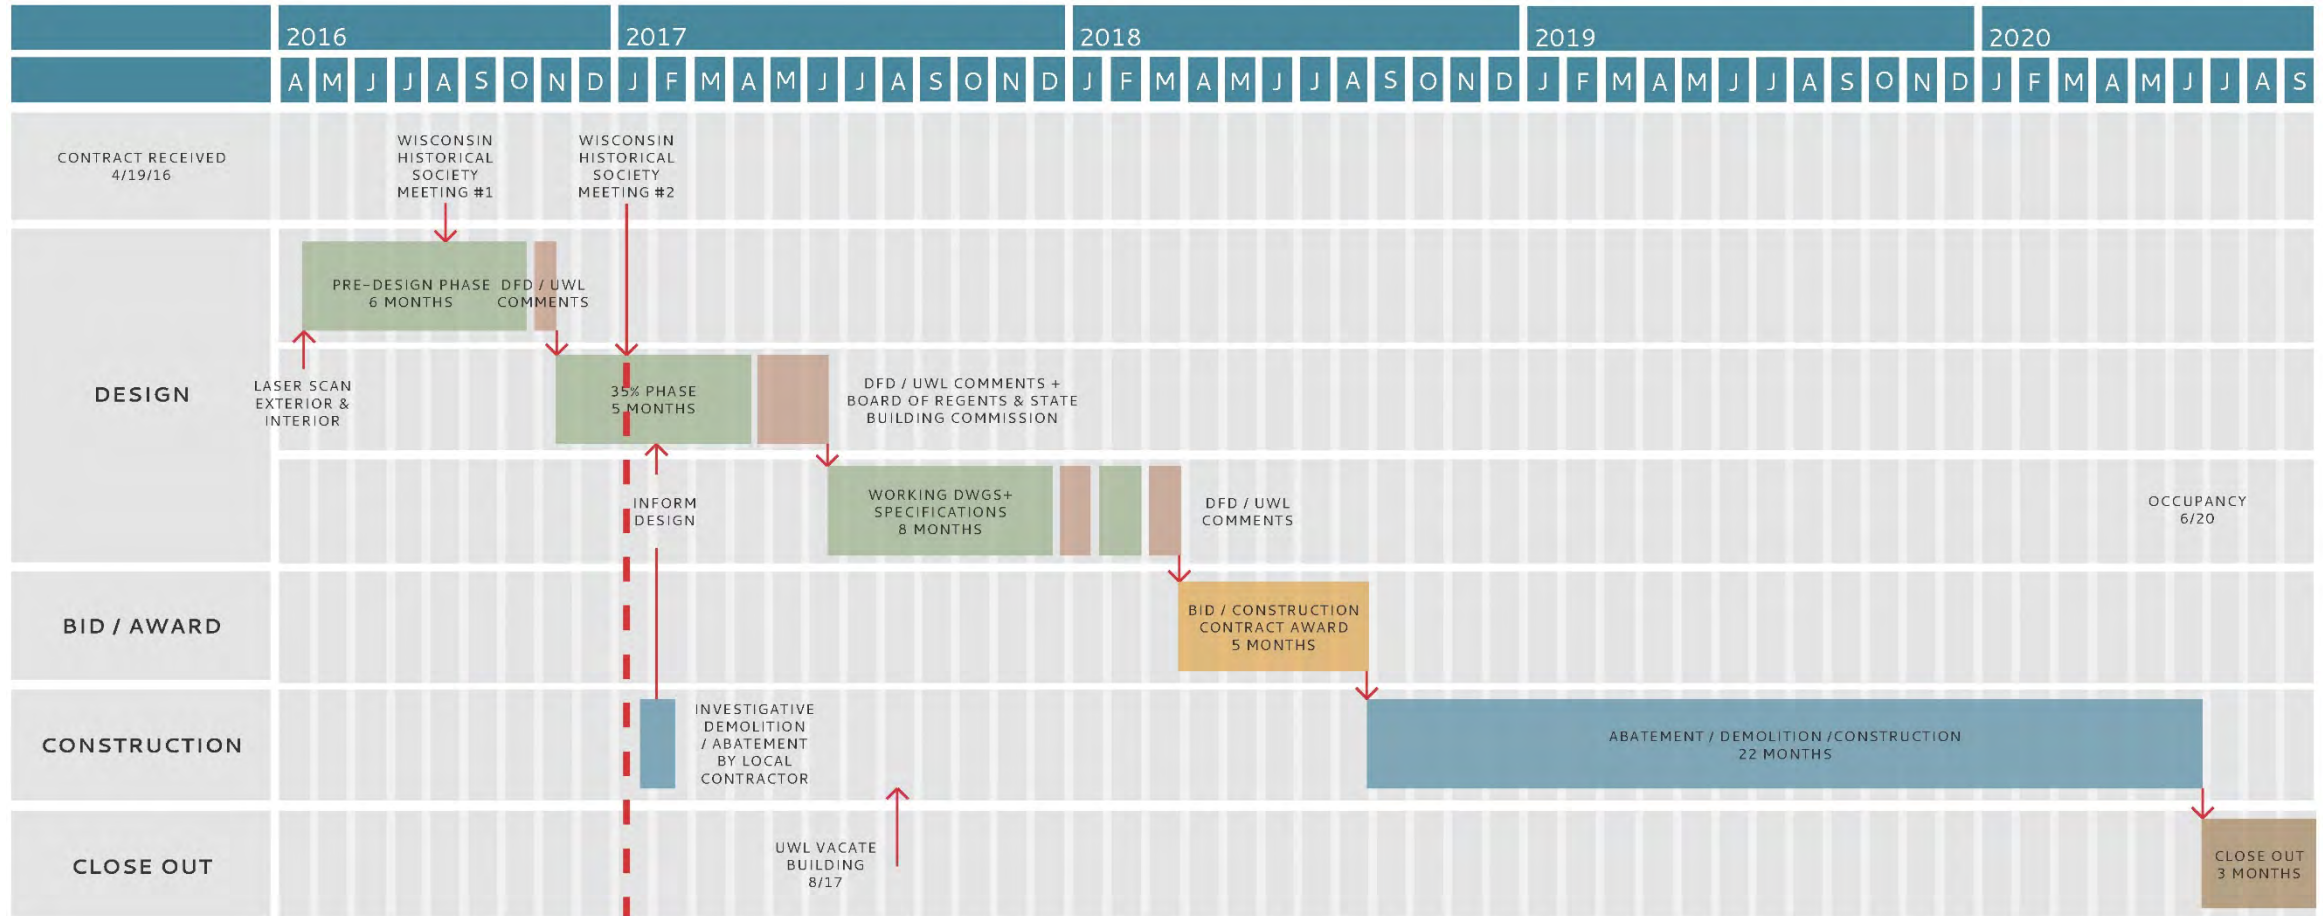 2016 2017 2018 2019 2020
A M J J A S O N D J F M A M J J A S O N D J F M A M J J A S O N D J F M A M J J A S O N D J F M A M J J A S
CONTRACT RECEIVED
4/19/16
WISCONSIN
HISTORICAL
SOCIETY
MEETING #1
WISCONSIN
HISTORICAL
SOCIETY
MEETING #2
DESIGN
PRE-DESIGN PHASE
6 MONTHS
DFD / UWL
COMMENTS
LASER SCAN
EXTERIOR &
INTERIOR
35% PHASE
5 MONTHS
DFD / UWL COMMENTS +
BOARD OF REGENTS & STATE
BUILDING COMMISSION
INFORM
DESIGN
WORKING DWGS+
SPECIFICATIONS
8 MONTHS
DFD / UWL
COMMENTS
OCCUPANCY
6/20
BID / AWARD
BID / CONSTRUCTION
CONTRACT AWARD
5 MONTHS
CONSTRUCTION
INVESTIGATIVE
DEMOLITION
/ ABATEMENT
BY LOCAL
CONTRACTOR
ABATEMENT / DEMOLITION /CONSTRUCTION
22 MONTHS
CLOSE OUT
UWL VACATE
BUILDING
8/17
CLOSE OUT
3 MONTHS